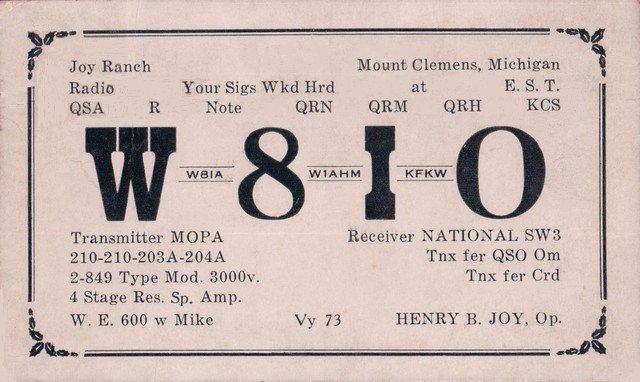 Joy Ranch Mount Clemens, Michigan
Radio Your Sigs Wkd Hrd at E. S. T.
QSA R Note QRN QRM QRH KCS
W 8 I O
W8IA W1AHM KFKW
Transmitter MOPA Receiver NATIONAL SW3
210-210-203A-204A Tnx fer QSO Om
2-849 Type Mod. 3000v. Tnx fer Crd
4 Stage Res. Sp. Amp.
W. E. 600 w Mike Vy 73 HENRY B. JOY, Op.